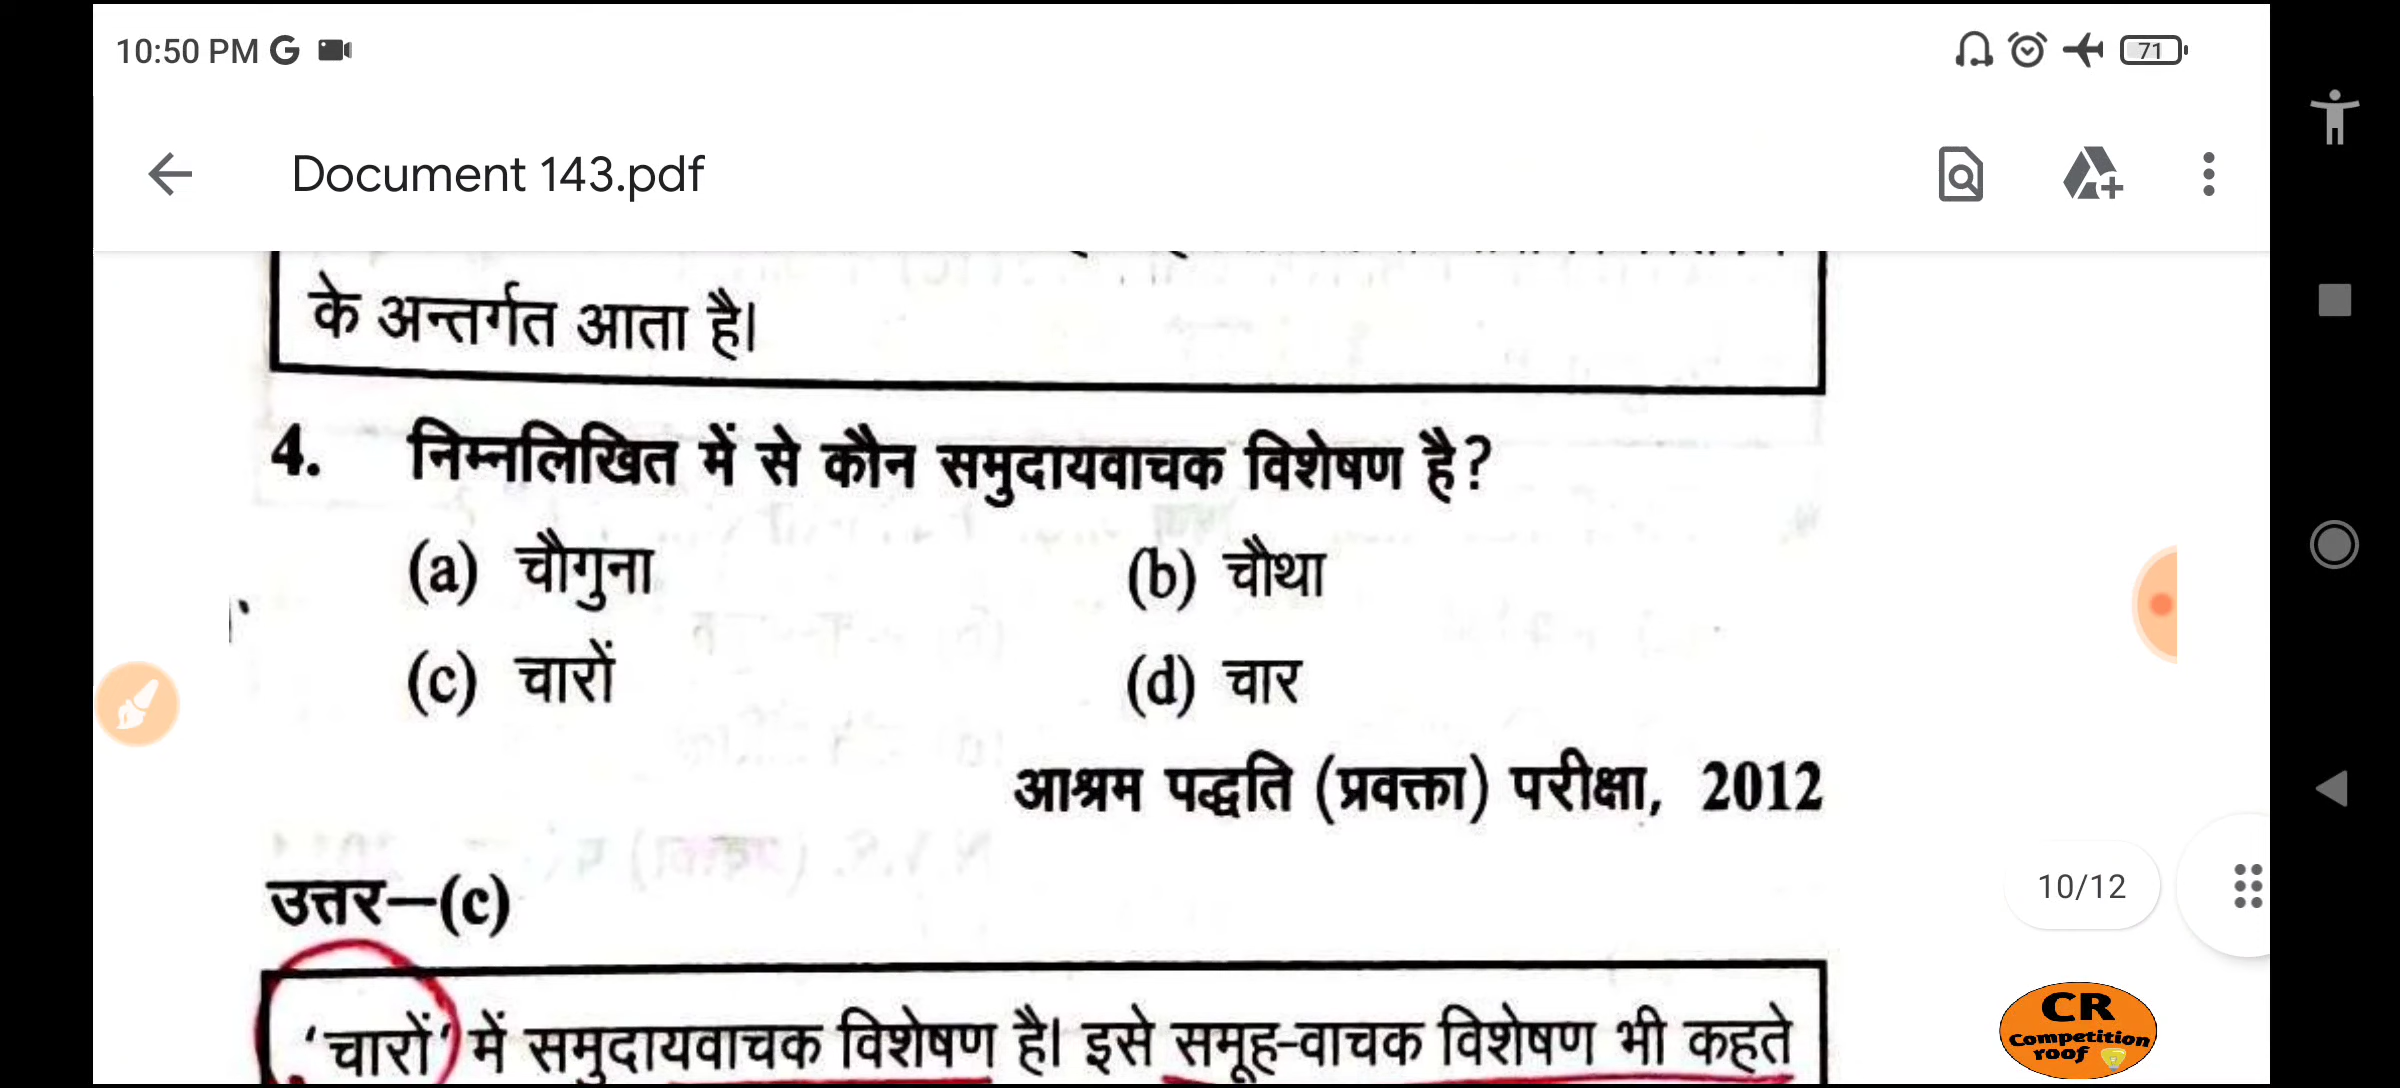 10:50 PM G
71
Document 143.pdf
के अन्तर्गत आता है।
4. निम्नलिखित में से कौन समुदायवाचक विशेषण है?
(a) चौगुना (b) चौथा
(c) चारों (d) चार
आश्रम पद्धति (प्रवक्ता) परीक्षा, 2012
उत्तर–(c)
10/12
'चारों' में समुदायवाचक विशेषण है। इसे समूह-वाचक विशेषण भी कहते
CR
Competition
roof